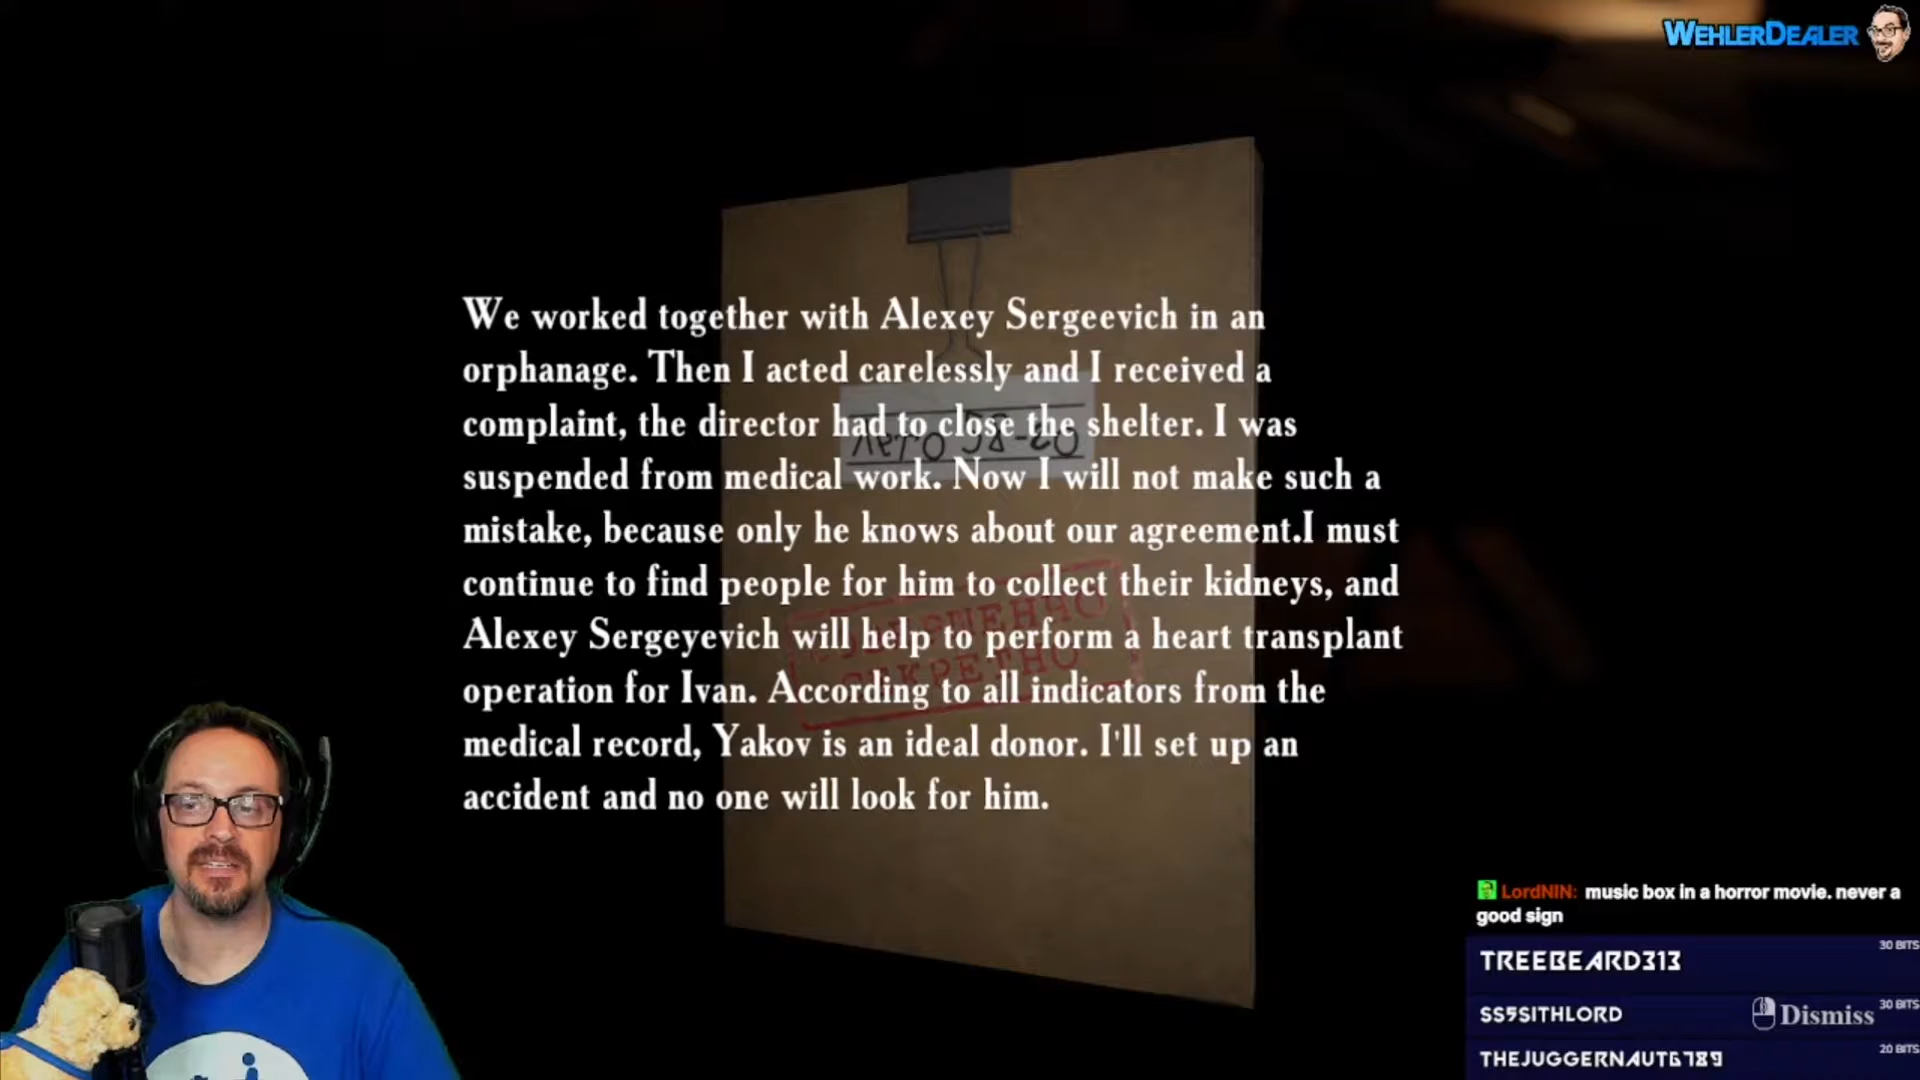 WEHLERDEALER
We worked together with Alexey Sergeevich in an
orphanage. Then I acted carelessly and I received a
complaint, the director had to close the shelter. I was
suspended from medical work. Now I will not make such a
mistake, because only he knows about our agreement.I must
continue to find people for him to collect their kidneys, and
Alexey Sergeyevich will help to perform a heart transplant
operation for Ivan. According to all indicators from the
medical record, Yakov is an ideal donor. I'll set up an
accident and no one will look for him.
LordNIN: music box in a horror movie. never a
good sign
TREEBEARD313 30 BITS
SS5SITHLORD 30 BITS
Dismiss
THEJUGGERNAUT6789 20 BITS